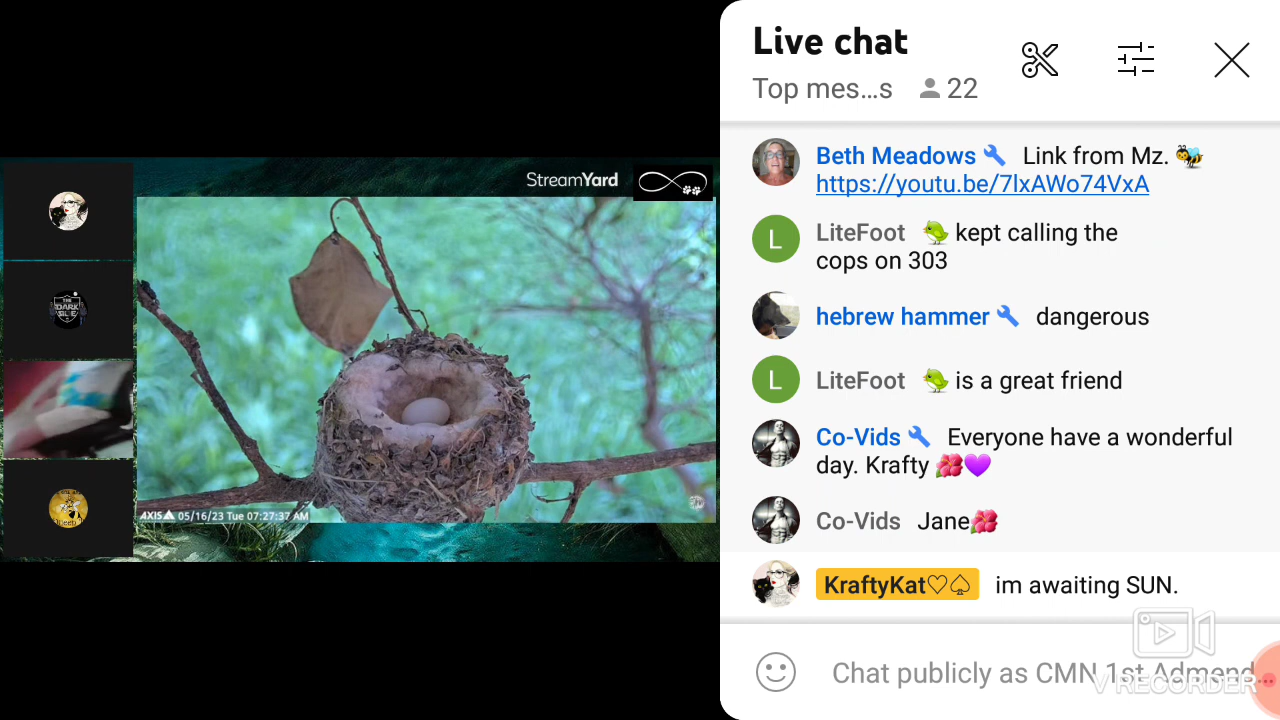 StreamYard
AXIS 05/16/23 Tue 07:27:37 AM
THE
DARK
Live chat
Top mes...s 22
Beth Meadows Link from Mz. 🐝
https://youtu.be/7lxAWo74VxA
LiteFoot 🐤 kept calling the
cops on 303
hebrew hammer dangerous
LiteFoot 🐤 is a great friend
Co-Vids Everyone have a wonderful
day. Krafty 🌺💜
Co-Vids Jane🌺
KraftyKat♡♤ im awaiting SUN.
Chat publicly as CMN 1st Admend...
V RECORDER